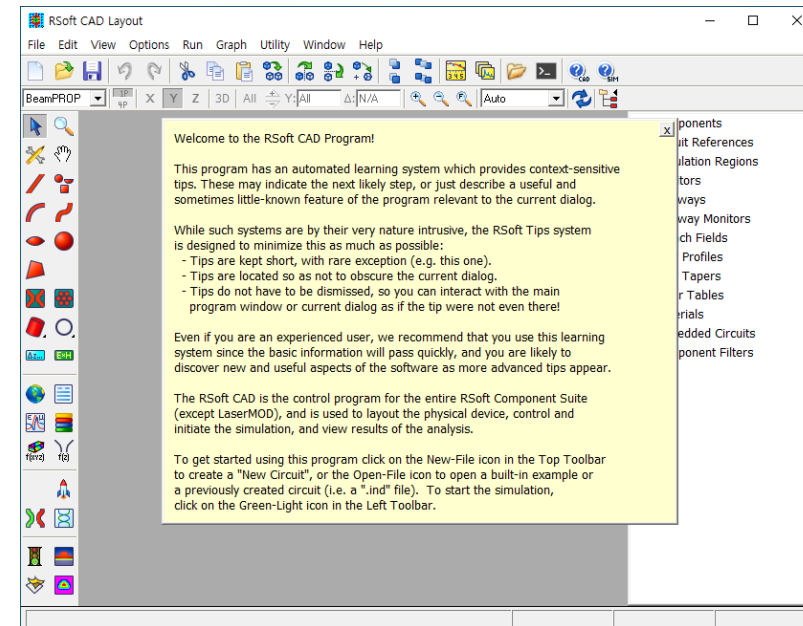 RSoft CAD Layout
File Edit View Options Run Graph Utility Window Help
BeamPROP 1P 4P X Y Z 3D All Y: All Δ: N/A Auto
Welcome to the RSoft CAD Program!
x
This program has an automated learning system which provides context-sensitive
tips. These may indicate the next likely step, or just describe a useful and
sometimes little-known feature of the program relevant to the current dialog.
While such systems are by their very nature intrusive, the RSoft Tips system
is designed to minimize this as much as possible:
- Tips are kept short, with rare exception (e.g. this one).
- Tips are located so as not to obscure the current dialog.
- Tips do not have to be dismissed, so you can interact with the main
program window or current dialog as if the tip were not even there!
Even if you are an experienced user, we recommend that you use this learning
system since the basic information will pass quickly, and you are likely to
discover new and useful aspects of the software as more advanced tips appear.
The RSoft CAD is the control program for the entire RSoft Component Suite
(except LaserMOD), and is used to layout the physical device, control and
initiate the simulation, and view results of the analysis.
To get started using this program click on the New-File icon in the Top Toolbar
to create a "New Circuit", or the Open-File icon to open a built-in example or
a previously created circuit (i.e. a ".ind" file). To start the simulation,
click on the Green-Light icon in the Left Toolbar.
ponents
uit References
ulation Regions
tors
ways
way Monitors
ch Fields
Profiles
Tapers
r Tables
erials
edded Circuits
ponent Filters
f(xyz) f(z)